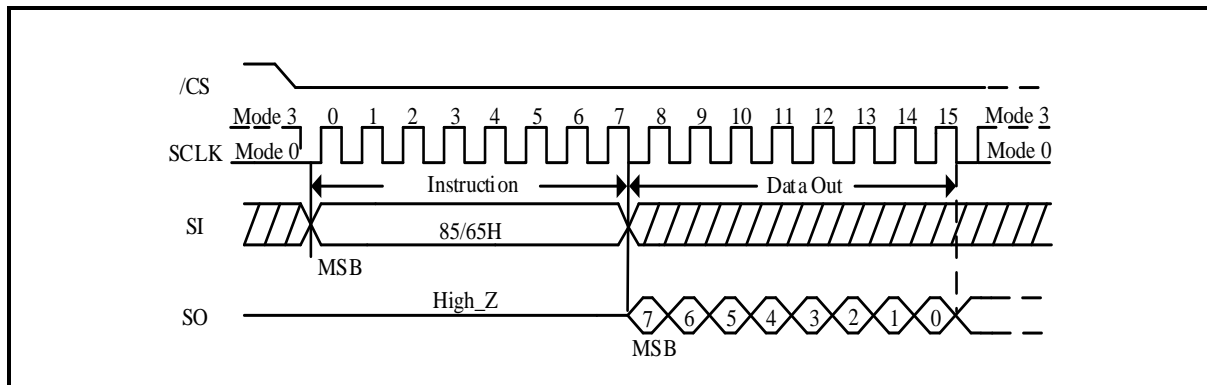 /CS
Mode 3 0 1 2 3 4 5 6 7 8 9 10 11 12 13 14 15 Mode 3
SCLK Mode 0 Mode 0
Instruction Data Out
SI 85/65H
MSB
High_Z
SO 7 6 5 4 3 2 1 0
MSB